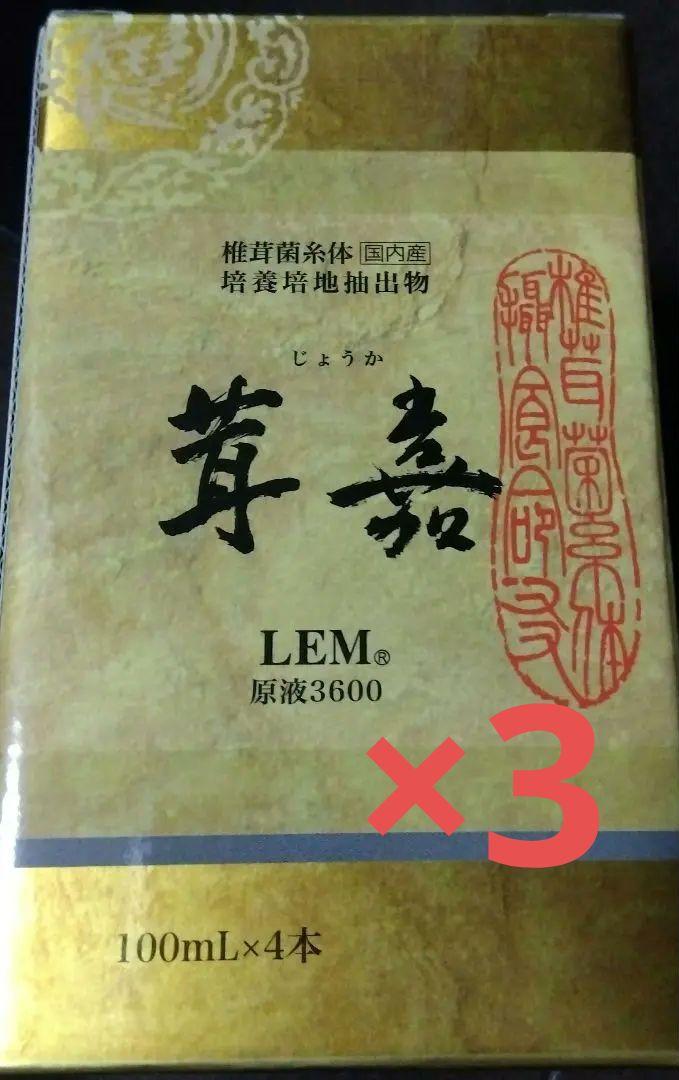 椎茸菌糸体 国内産
培養培地抽出物
じょうか
茸嘉
LEM®
原液3600
×3
100mL×4本